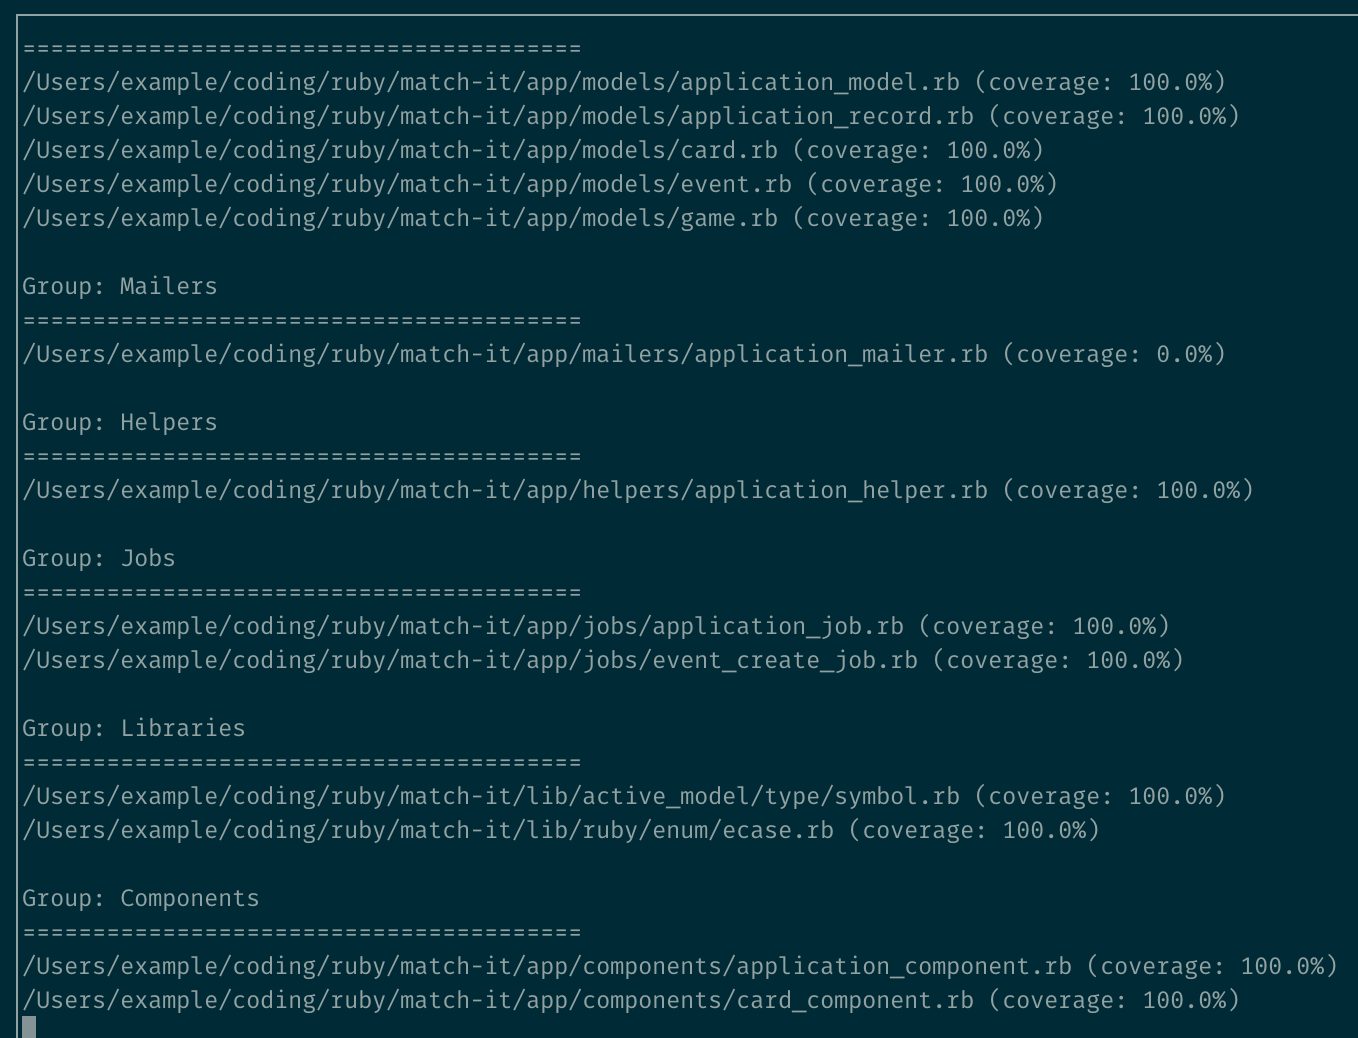 ========================================
/Users/example/coding/ruby/match-it/app/models/application_model.rb (coverage: 100.0%)
/Users/example/coding/ruby/match-it/app/models/application_record.rb (coverage: 100.0%)
/Users/example/coding/ruby/match-it/app/models/card.rb (coverage: 100.0%)
/Users/example/coding/ruby/match-it/app/models/event.rb (coverage: 100.0%)
/Users/example/coding/ruby/match-it/app/models/game.rb (coverage: 100.0%)

Group: Mailers
========================================
/Users/example/coding/ruby/match-it/app/mailers/application_mailer.rb (coverage: 0.0%)

Group: Helpers
========================================
/Users/example/coding/ruby/match-it/app/helpers/application_helper.rb (coverage: 100.0%)

Group: Jobs
========================================
/Users/example/coding/ruby/match-it/app/jobs/application_job.rb (coverage: 100.0%)
/Users/example/coding/ruby/match-it/app/jobs/event_create_job.rb (coverage: 100.0%)

Group: Libraries
========================================
/Users/example/coding/ruby/match-it/lib/active_model/type/symbol.rb (coverage: 100.0%)
/Users/example/coding/ruby/match-it/lib/ruby/enum/ecase.rb (coverage: 100.0%)

Group: Components
========================================
/Users/example/coding/ruby/match-it/app/components/application_component.rb (coverage: 100.0%)
/Users/example/coding/ruby/match-it/app/components/card_component.rb (coverage: 100.0%)